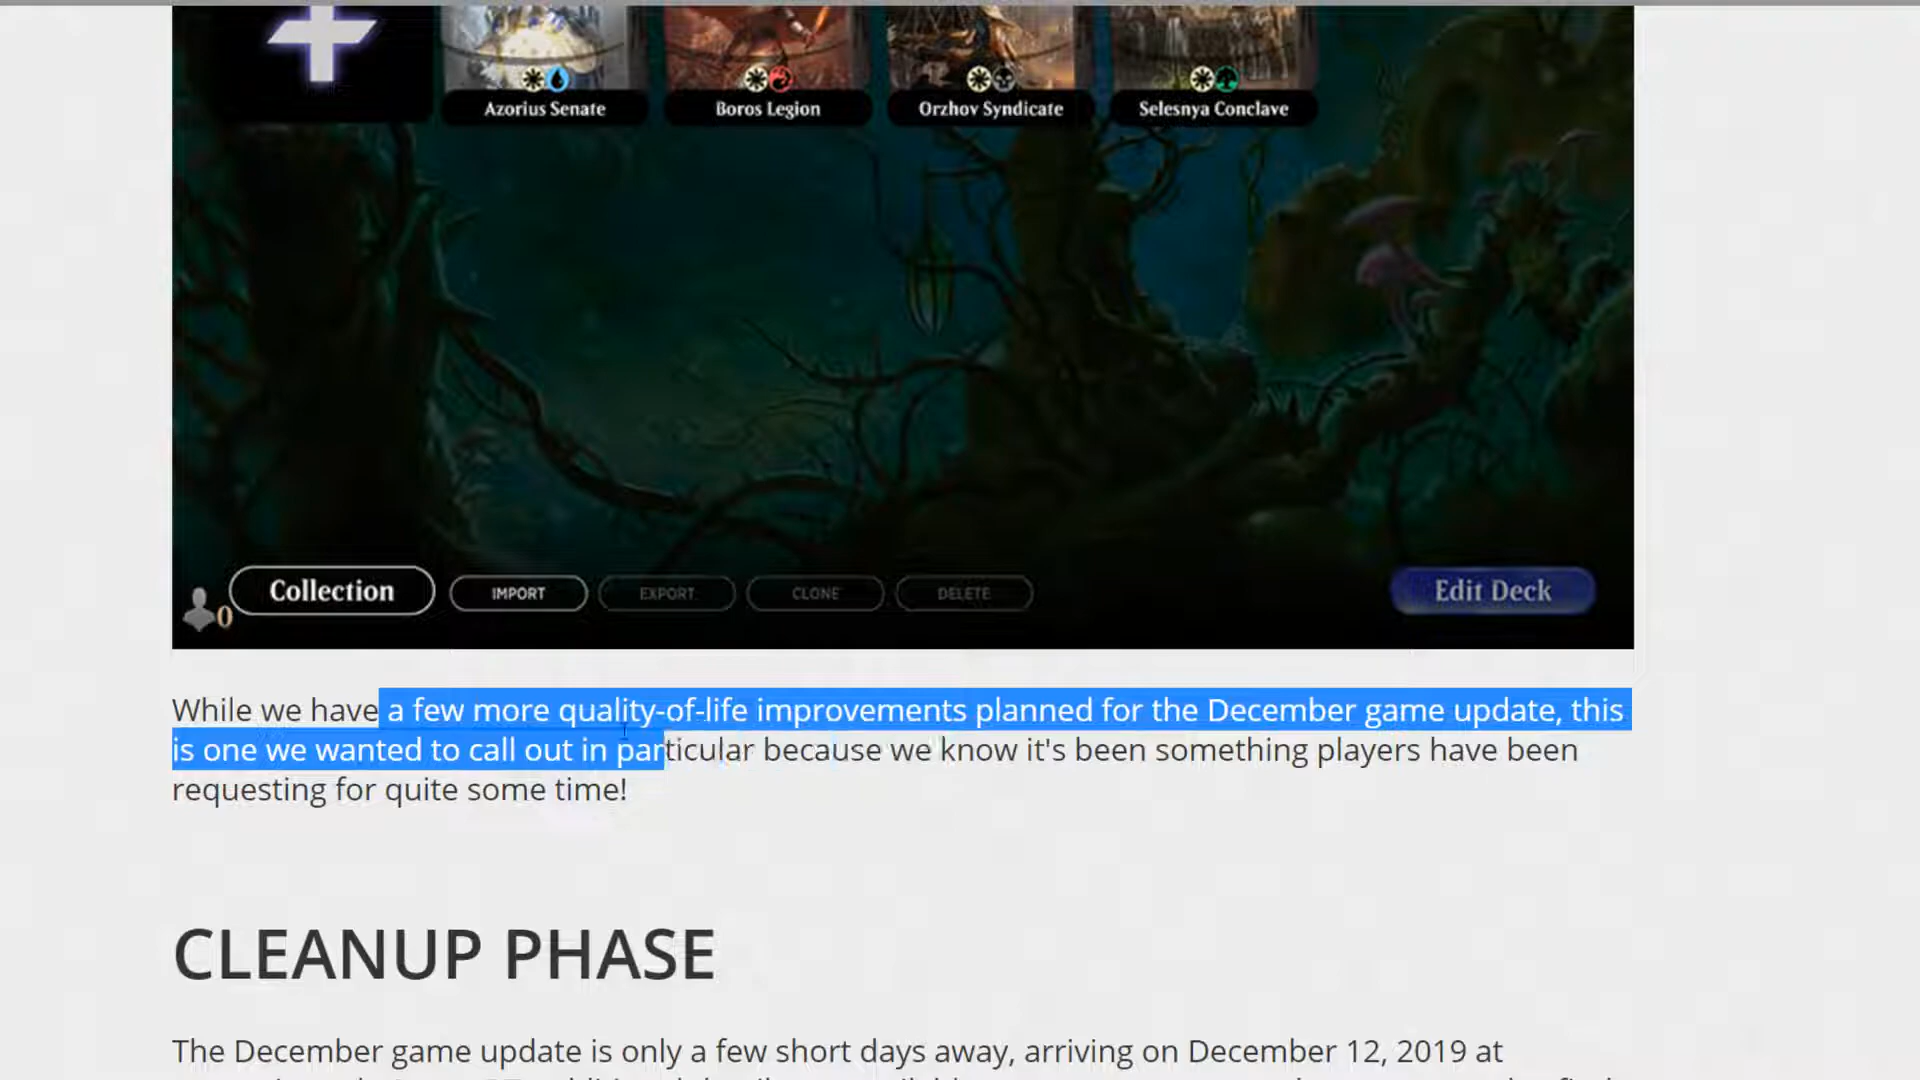 Azorius Senate
Boros Legion
Orzhov Syndicate
Selesnya Conclave
0
Collection
IMPORT
EXPORT
CLONE
DELETE
Edit Deck
While we have a few more quality-of-life improvements planned for the December game update, this
is one we wanted to call out in particular because we know it's been something players have been
requesting for quite some time!
CLEANUP PHASE
The December game update is only a few short days away, arriving on December 12, 2019 at